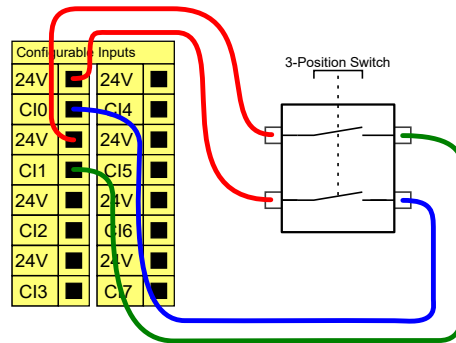 Configurable Inputs
3-Position Switch
24V 24V
CI0 CI4
24V 24V
CI1 CI5
24V 24V
CI2 CI6
24V 24V
CI3 CI7